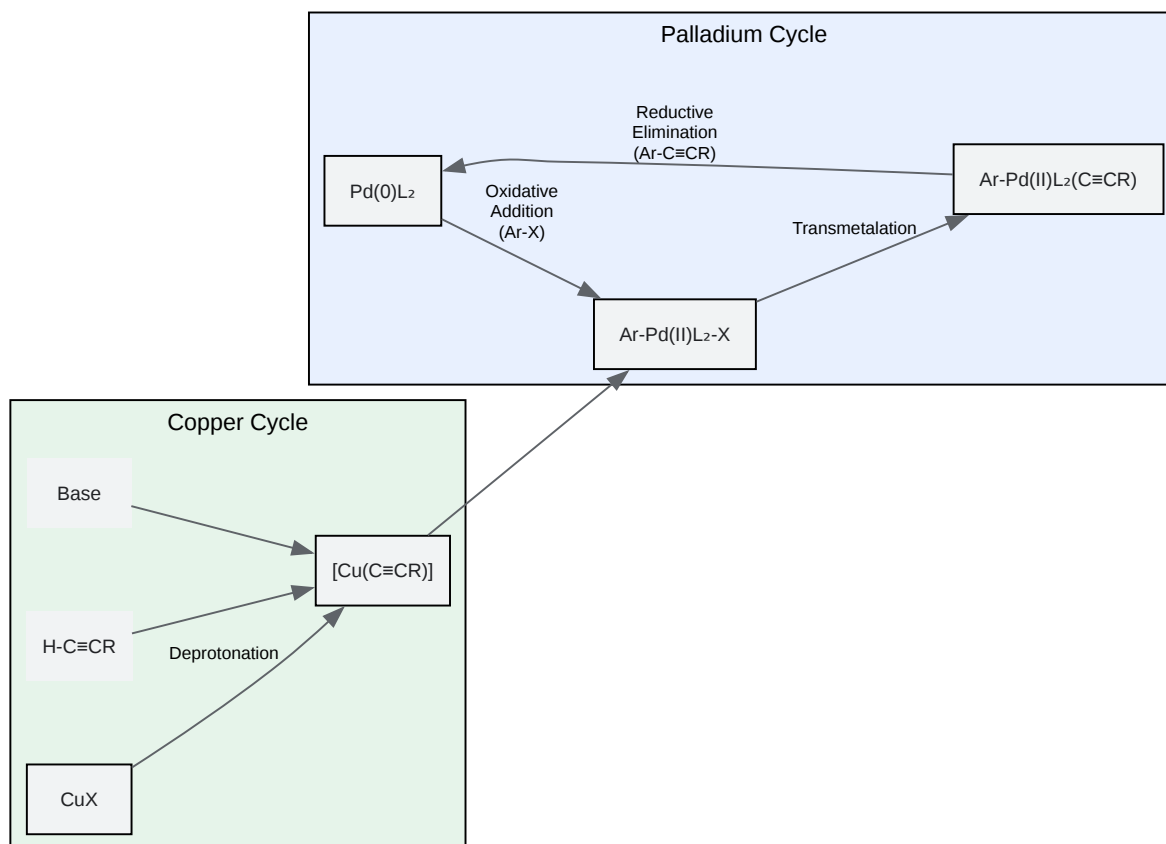 Palladium Cycle
Reductive
Elimination
(Ar-C≡CR)
Pd(0)L₂
Oxidative
Addition
(Ar-X)
Ar-Pd(II)L₂(C≡CR)
Transmetalation
Ar-Pd(II)L₂-X
Copper Cycle
Base
[Cu(C≡CR)]
H-C≡CR
Deprotonation
CuX